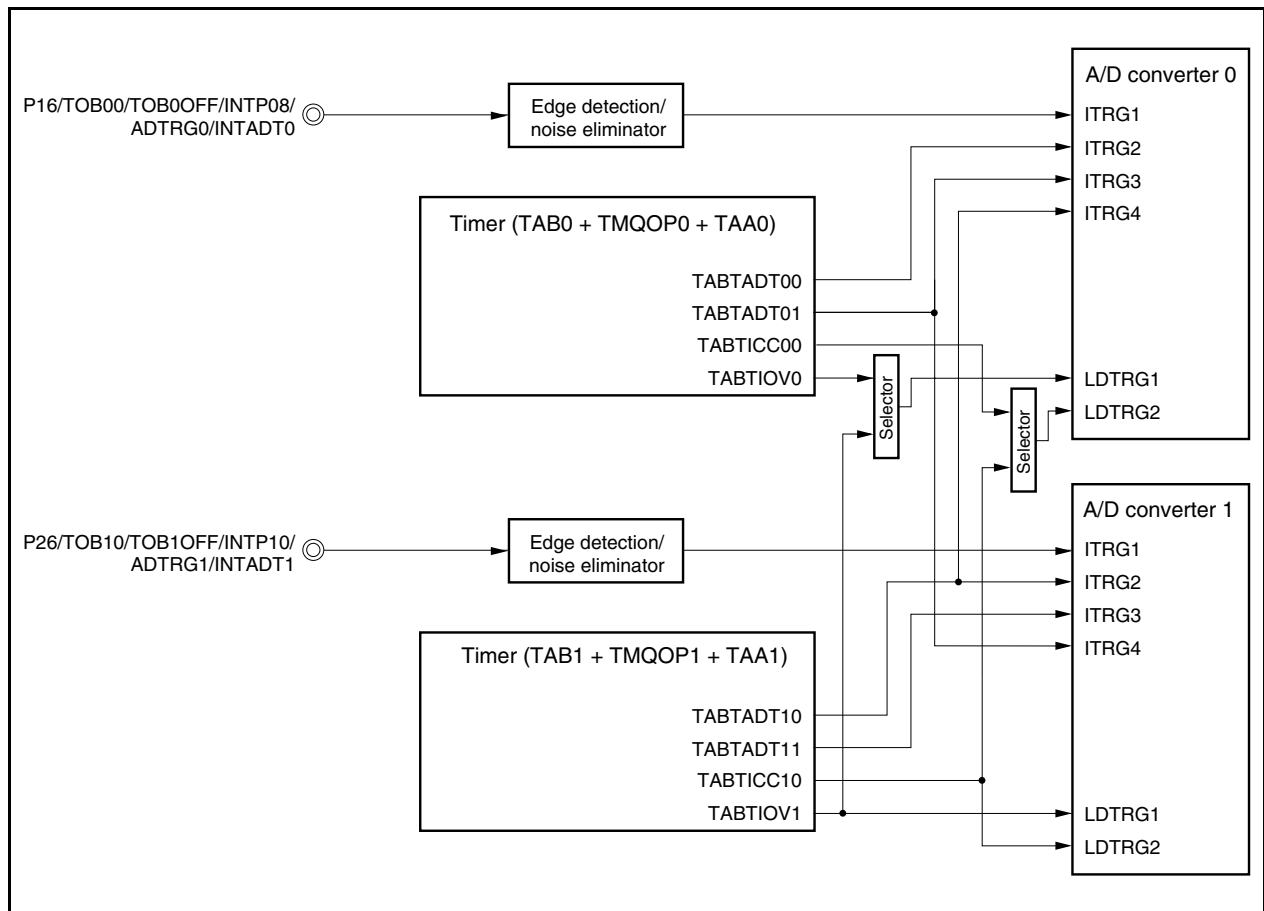 A/D converter 0
P16/TOB00/TOB0OFF/INTP08/
ADTRG0/INTADT0
Edge detection/
noise eliminator
ITRG1
ITRG2
ITRG3
ITRG4
Timer (TAB0 + TMQOP0 + TAA0)
TABTADT00
TABTADT01
TABTICC00
TABTIOV0
Selector
LDTRG1
LDTRG2
Selector
A/D converter 1
P26/TOB10/TOB1OFF/INTP10/
ADTRG1/INTADT1
Edge detection/
noise eliminator
ITRG1
ITRG2
ITRG3
ITRG4
Timer (TAB1 + TMQOP1 + TAA1)
TABTADT10
TABTADT11
TABTICC10
TABTIOV1
LDTRG1
LDTRG2